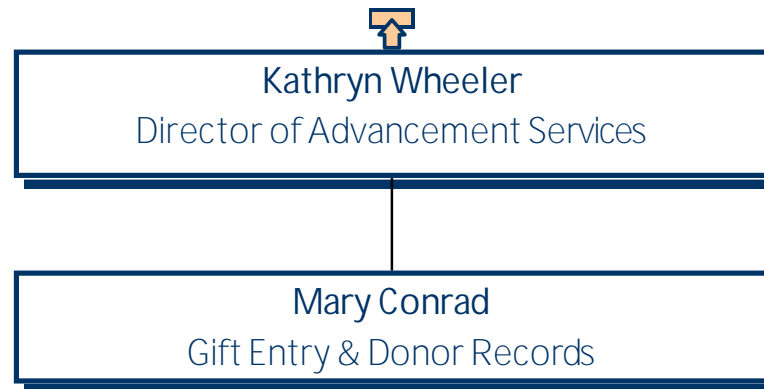 Kathryn Wheeler
Director of Advancement Services
Mary Conrad
Gift Entry & Donor Records